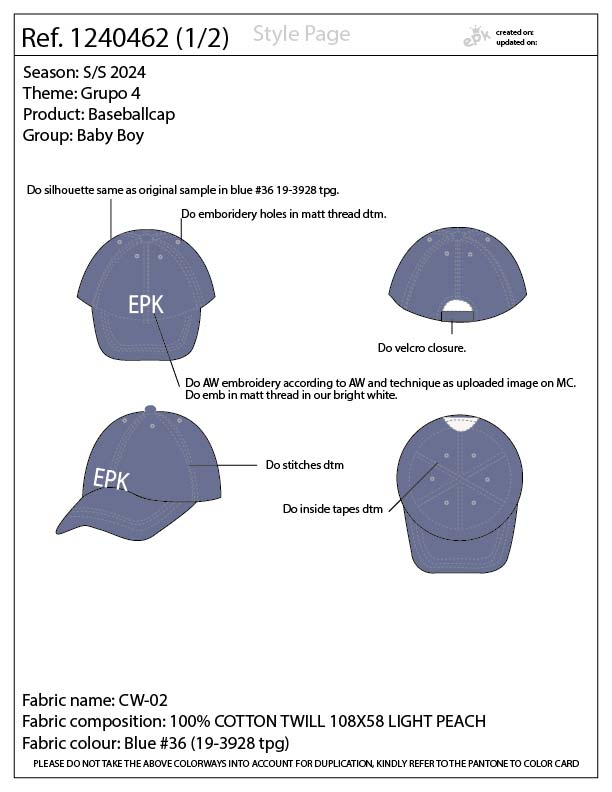 Ref. 1240462 (1/2)
Style Page
epk
created on:
updated on:
Season: S/S 2024
Theme: Grupo 4
Product: Baseballcap
Group: Baby Boy
Do silhouette same as original sample in blue #36 19-3928 tpg.
Do emboridery holes in matt thread dtm.
EPK
Do velcro closure.
Do AW embroidery according to AW and technique as uploaded image on MC.
Do emb in matt thread in our bright white.
EPK
Do stitches dtm
Do inside tapes dtm
Fabric name: CW-02
Fabric composition: 100% COTTON TWILL 108X58 LIGHT PEACH
Fabric colour: Blue #36 (19-3928 tpg)
PLEASE DO NOT TAKE THE ABOVE COLORWAYS INTO ACCOUNT FOR DUPLICATION, KINDLY REFER TO THE PANTONE TO COLOR CARD